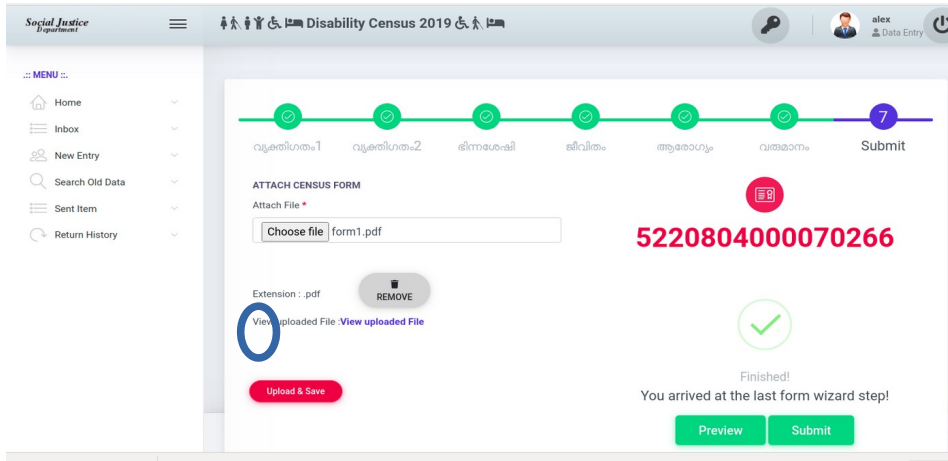 Social Justice
Department
Disability Census 2019
alex
Data Entry
.:: MENU ::.
Home
Inbox
New Entry
Search Old Data
Sent Item
Return History
വ്യക്തിഗതം1
വ്യക്തിഗതം2
ഭിന്നശേഷി
ജീവിതം
ആരോഗ്യം
വരുമാനം
7
Submit
ATTACH CENSUS FORM
Attach File *
Choose file form1.pdf
Extension : .pdf
REMOVE
View uploaded File :View uploaded File
Upload & Save
5220804000070266
Finished!
You arrived at the last form wizard step!
Preview
Submit